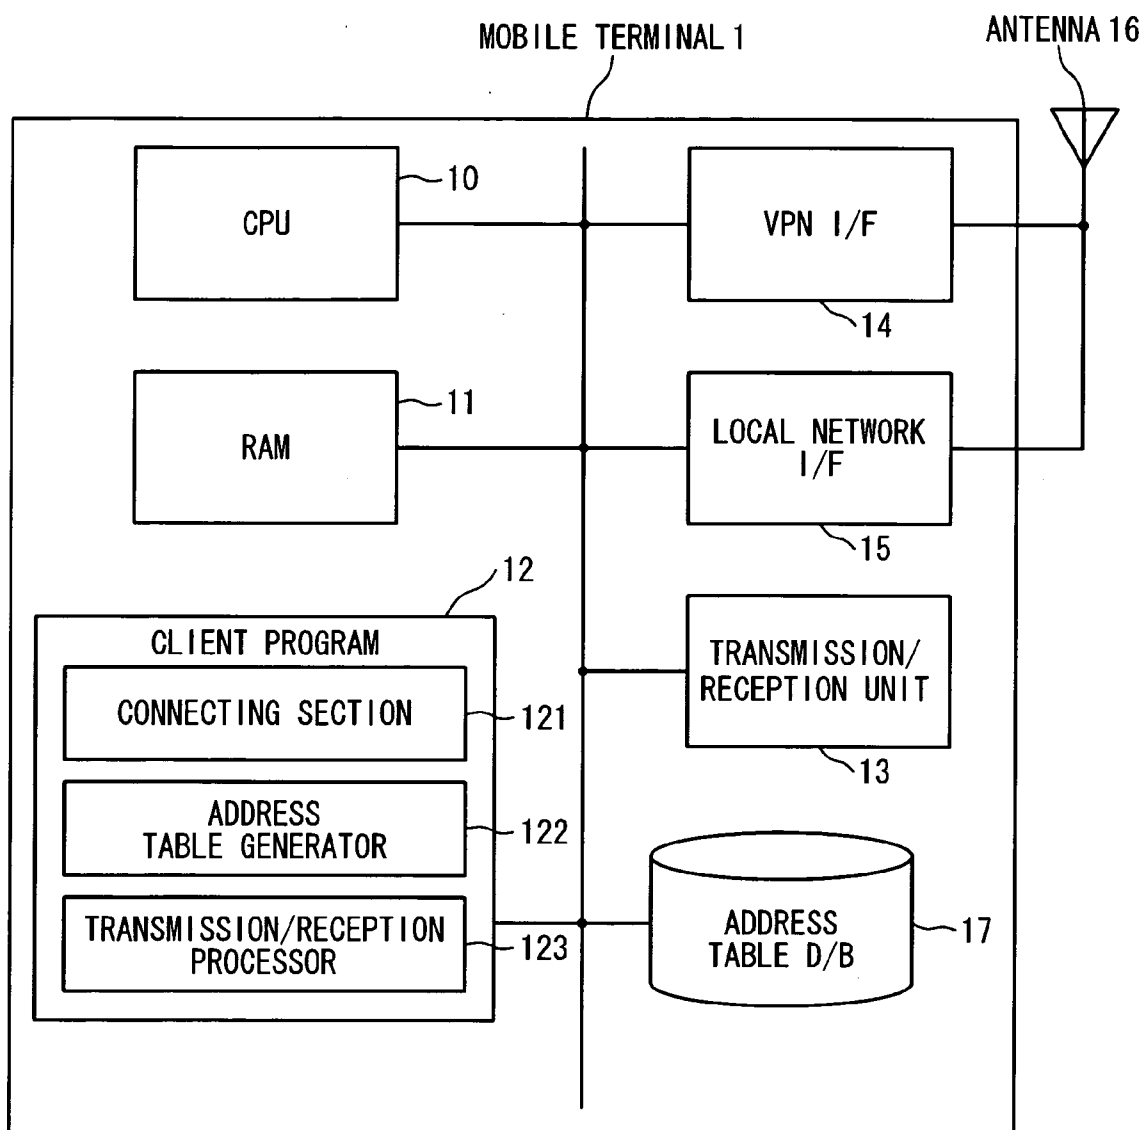 MOBILE TERMINAL 1
ANTENNA 16
CPU
10
VPN I/F
14
RAM
11
LOCAL NETWORK
I/F
15
12
CLIENT PROGRAM
CONNECTING SECTION
121
ADDRESS
TABLE GENERATOR
122
TRANSMISSION/RECEPTION
PROCESSOR
123
TRANSMISSION/
RECEPTION UNIT
13
ADDRESS
TABLE D/B
17